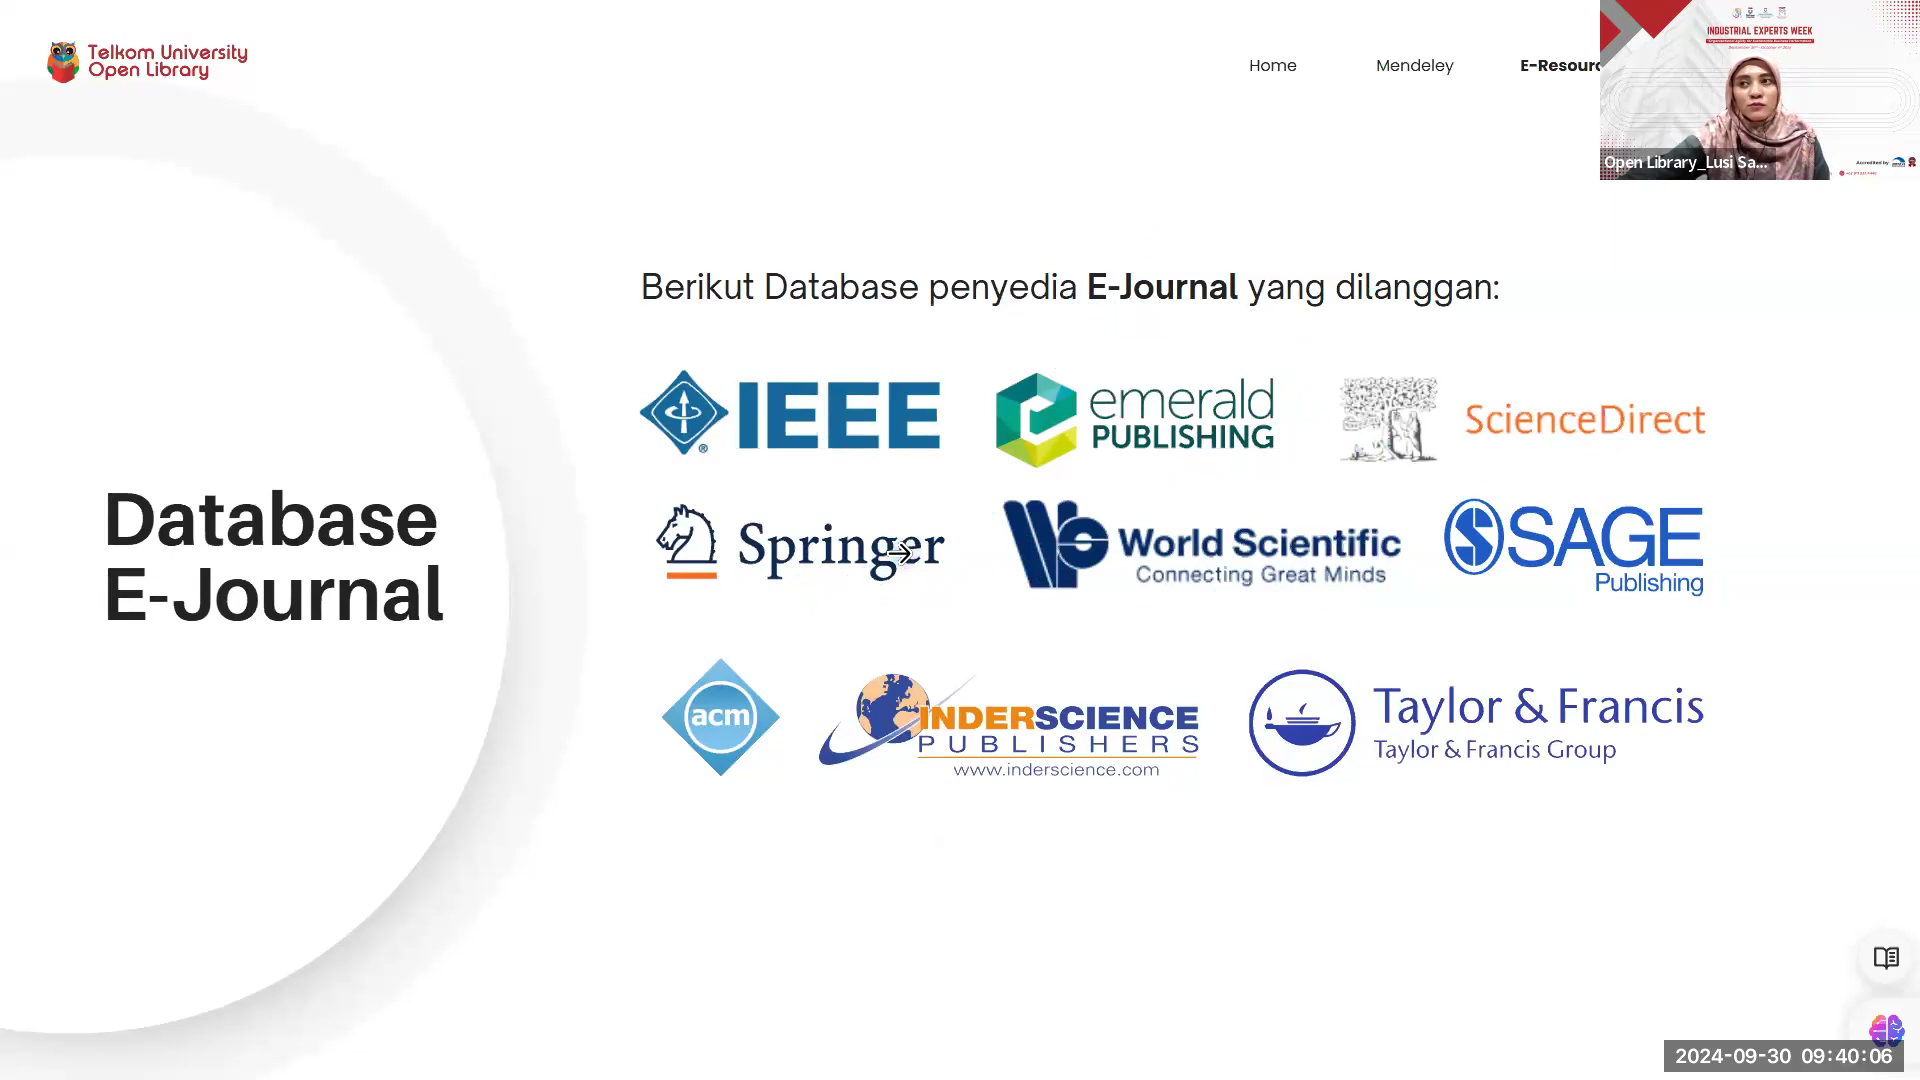 Telkom University
Open Library
Home
Mendeley
E-Resourc
INDUSTRIAL EXPERTS WEEK
Accredited by
Open Library_Lusi Sa...
Berikut Database penyedia E-Journal yang dilanggan:
IEEE
®
emerald
PUBLISHING
ScienceDirect
Database
E-Journal
Springer
World Scientific
Connecting Great Minds
SAGE
Publishing
acm
INDERSCIENCE
PUBLISHERS
www.inderscience.com
Taylor & Francis
Taylor & Francis Group
2024-09-30 09:40:06